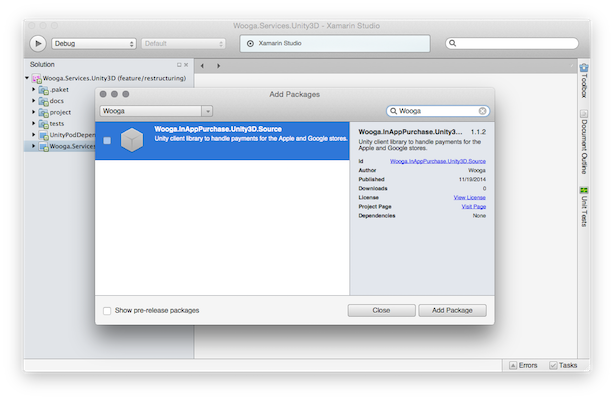 Wooga.Services.Unity3D - Xamarin Studio
Debug
Default
Xamarin Studio
Solution
Wooga.Services.Unity3D (feature/restructuring)
.paket
docs
project
tests
UnityPodDepen
Wooga.Services
Add Packages
Wooga
Wooga
Wooga.InAppPurchase.Unity3D.Source
Unity client library to handle payments for the Apple and Google stores.
Wooga.InAppPurchase.Unity3... 1.1.2
Unity client library to handle payments for the
Apple and Google stores.
Id Wooga.InAppPurchase.Unity3D.Source
Author Wooga
Published 11/19/2014
Downloads 0
License View License
Project Page Visit Page
Dependencies None
Show pre-release packages
Close
Add Package
Toolbox
Document Outline
Unit Tests
Errors
Tasks